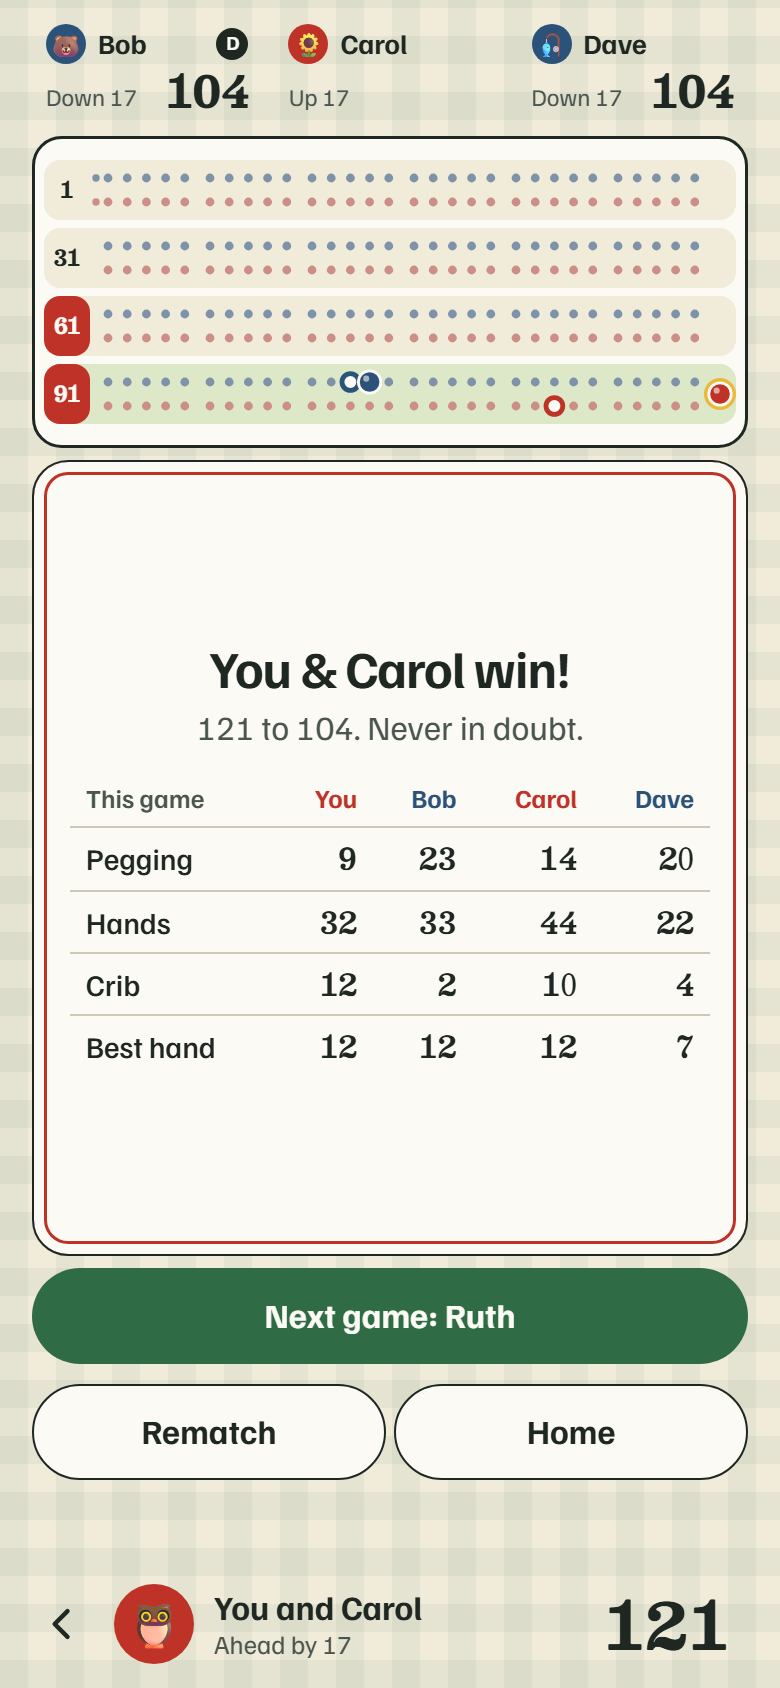 Bob D Carol Dave
Down 17 104 Up 17 Down 17 104
1
31
61
91
You & Carol win!
121 to 104. Never in doubt.
This game You Bob Carol Dave
Pegging 9 23 14 20
Hands 32 33 44 22
Crib 12 2 10 4
Best hand 12 12 12 7
Next game: Ruth
Rematch Home
You and Carol 121
Ahead by 17